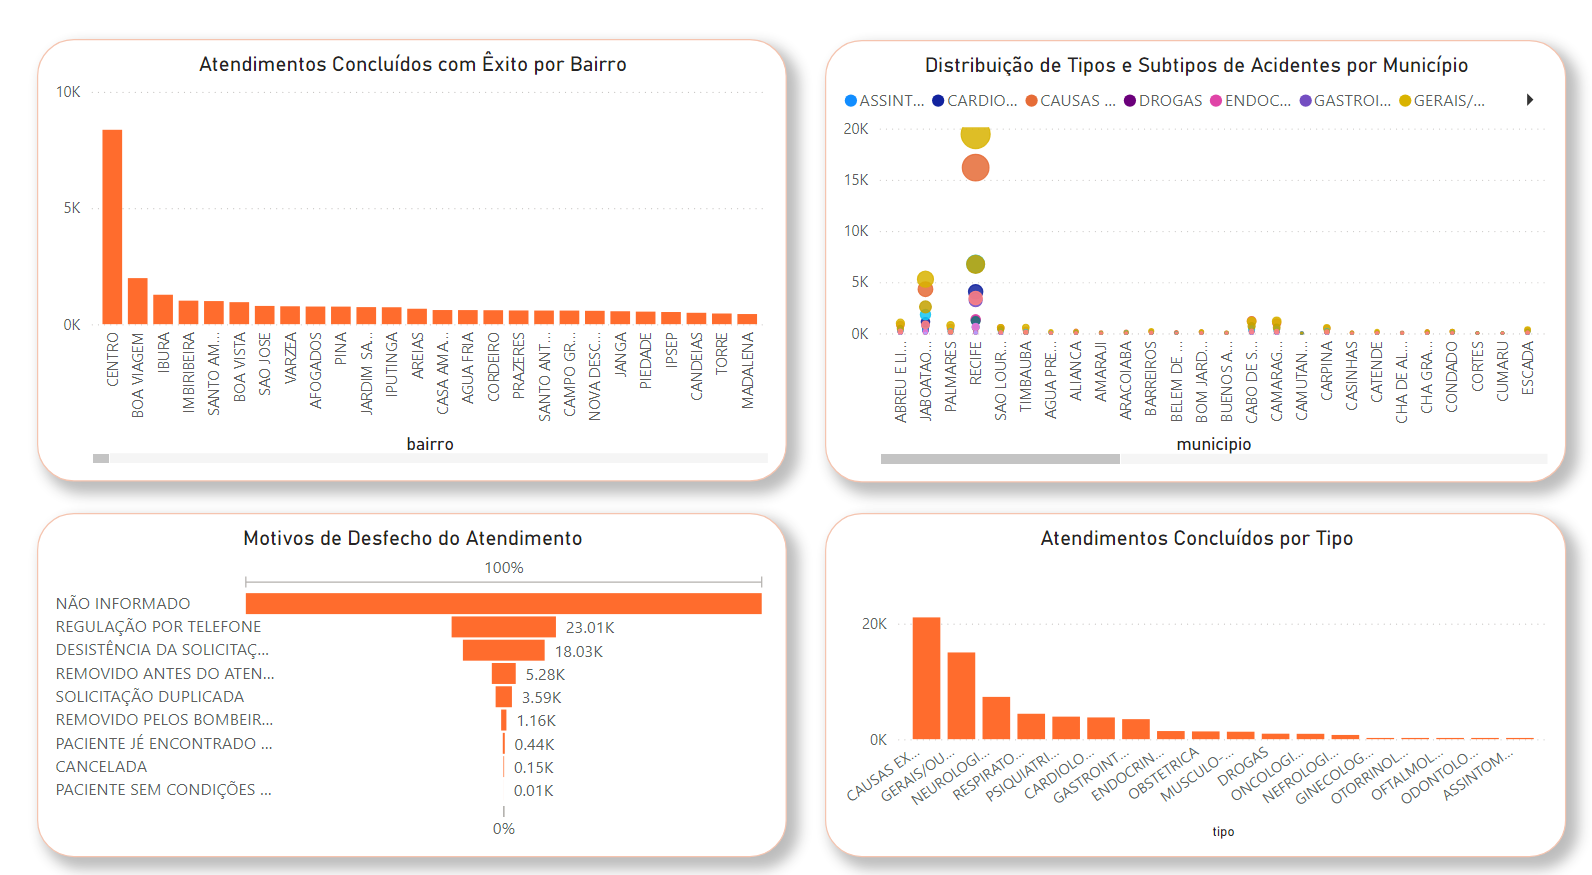 Atendimentos Concluídos com Êxito por Bairro
10K
5K
0K
CENTRO
BOA VIAGEM
IBURA
IMBIRIBEIRA
SANTO AM...
BOA VISTA
SAO JOSE
VARZEA
AFOGADOS
PINA
JARDIM SA...
IPUTINGA
AREIAS
CASA AMA...
AGUA FRIA
CORDEIRO
PRAZERES
SANTO ANT...
CAMPO GR...
NOVA DESC...
JANGA
PIEDADE
IPSEP
CANDEIAS
TORRE
MADALENA
bairro
Distribuição de Tipos e Subtipos de Acidentes por Município
ASSINT... CARDIO... CAUSAS ... DROGAS ENDOC... GASTROI... GERAIS/...
20K
15K
10K
5K
0K
ABREU E LI...
JABOATAO...
PALMARES
RECIFE
SAO LOUR...
TIMBAUBA
AGUA PRE...
ALIANCA
AMARAJI
ARACOIABA
BARREIROS
BELEM DE ...
BOM JARD...
BUENOS A...
CABO DE S...
CAMARAG...
CAMUTAN...
CARPINA
CASINHAS
CATENDE
CHA DE AL...
CHA GRA...
CONDADO
CORTES
CUMARU
ESCADA
municipio
Motivos de Desfecho do Atendimento
100%
NÃO INFORMADO
REGULAÇÃO POR TELEFONE 23.01K
DESISTÊNCIA DA SOLICITAÇ... 18.03K
REMOVIDO ANTES DO ATEN... 5.28K
SOLICITAÇÃO DUPLICADA 3.59K
REMOVIDO PELOS BOMBEIR... 1.16K
PACIENTE JÉ ENCONTRADO ... 0.44K
CANCELADA 0.15K
PACIENTE SEM CONDIÇÕES ... 0.01K
0%
Atendimentos Concluídos por Tipo
20K
0K
CAUSAS EX...
GERAIS/OU...
NEUROLOGI...
RESPIRATO...
PSIQUIATRI...
CARDIOLO...
GASTROINT...
ENDOCRIN...
OBSTETRICA
MUSCULO-...
DROGAS
ONCOLOGI...
NEFROLOGI...
GINECOLOG...
OTORRINOL...
OFTALMOL...
ODONTOLO...
ASSINTOM...
tipo